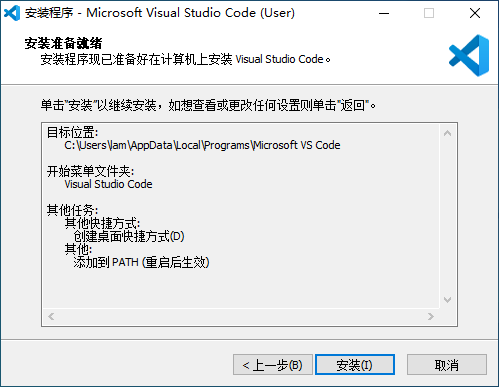 安装程序 - Microsoft Visual Studio Code (User)
安装准备就绪
安装程序现已准备好在计算机上安装 Visual Studio Code。
单击"安装"以继续安装，如想查看或更改任何设置则单击"返回"。
目标位置:
C:\Users\lam\AppData\Local\Programs\Microsoft VS Code
开始菜单文件夹:
Visual Studio Code
其他任务:
其他快捷方式:
创建桌面快捷方式(D)
其他:
添加到 PATH (重启后生效)
< 上一步(B)
安装(I)
取消